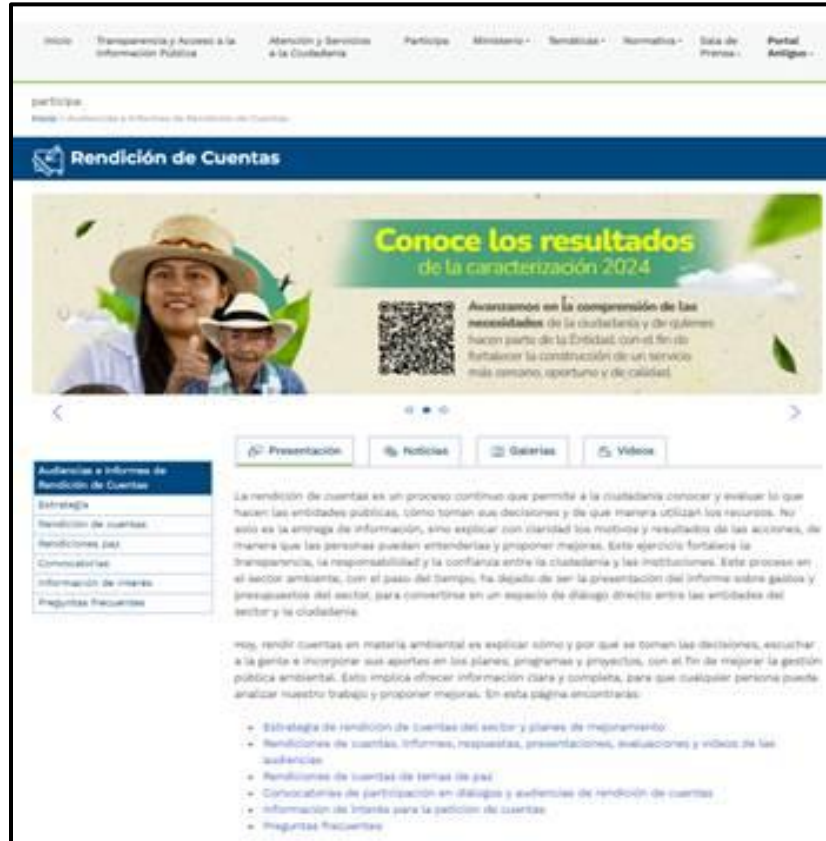 Inicio
Transparencia y Acceso a la
Información Pública
Atención y Servicios
a la Ciudadanía
Participa
Ministerio
Temáticas
Normativa
Sala de
Prensa
Portal
Antiguo
participa
Inicio / Audiencias e Informes de Rendición de Cuentas
Rendición de Cuentas
Conoce los resultados
de la caracterización 2024
Avanzamos en la comprensión de las
necesidades de la ciudadanía y de quienes
hacen parte de la Entidad, con el fin de
fortalecer la construcción de un servicio
más cercano, oportuno y de calidad.
Presentación
Noticias
Galerías
Videos
Audiencias e Informes de
Rendición de Cuentas
Estrategia
Rendición de cuentas
Rendiciones paz
Convocatorias
Información de interés
Preguntas frecuentes
La rendición de cuentas es un proceso continuo que permite a la ciudadanía conocer y evaluar lo que
hacen las entidades públicas, cómo toman sus decisiones y de qué manera utilizan los recursos. No
solo es la entrega de información, sino explicar con claridad los motivos y resultados de las acciones, de
manera que las personas puedan entenderlas y proponer mejoras. Este ejercicio fortalece la
transparencia, la responsabilidad y la confianza entre la ciudadanía y las instituciones. Este proceso en
el sector ambiente, con el paso del tiempo, ha dejado de ser la presentación del informe sobre gastos y
presupuestos del sector, para convertirse en un espacio de diálogo directo entre las entidades del
sector y la ciudadanía.
Hoy, rendir cuentas en materia ambiental es explicar cómo y por qué se toman las decisiones, escuchar
a la gente e incorporar sus aportes en los planes, programas y proyectos, con el fin de mejorar la gestión
pública ambiental. Esto implica ofrecer información clara y completa, para que cualquier persona pueda
analizar nuestro trabajo y proponer mejoras. En esta página encontrarás:
Estrategia de rendición de cuentas del sector y planes de mejoramiento
Rendiciones de cuentas, informes, respuestas, presentaciones, evaluaciones y videos de las
audiencias
Rendiciones de cuentas de temas de paz
Convocatorias de participación en diálogos y audiencias de rendición de cuentas
Información de interés para la petición de cuentas
Preguntas frecuentes